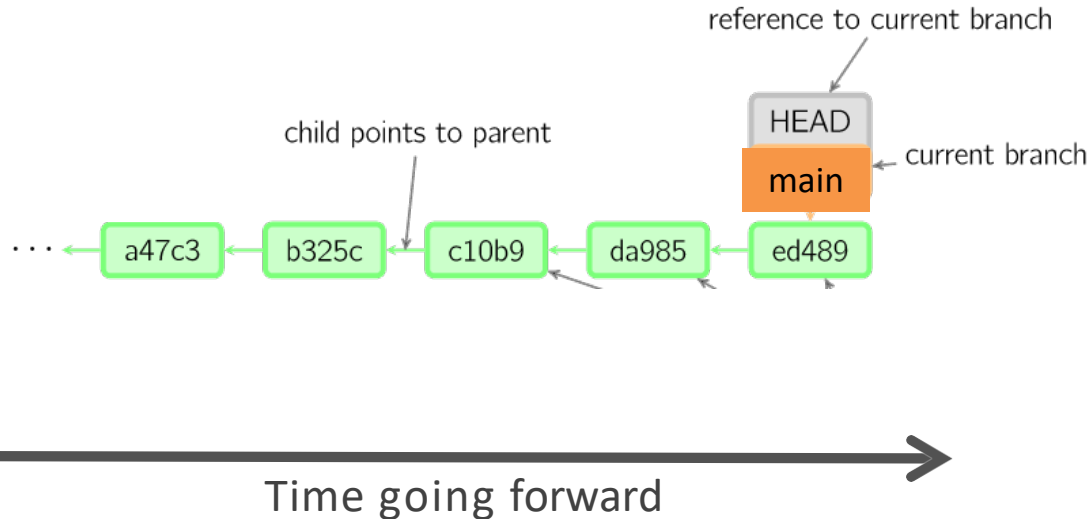 reference to current branch
HEAD
child points to parent
current branch
main
... a47c3 b325c c10b9 da985 ed489
Time going forward